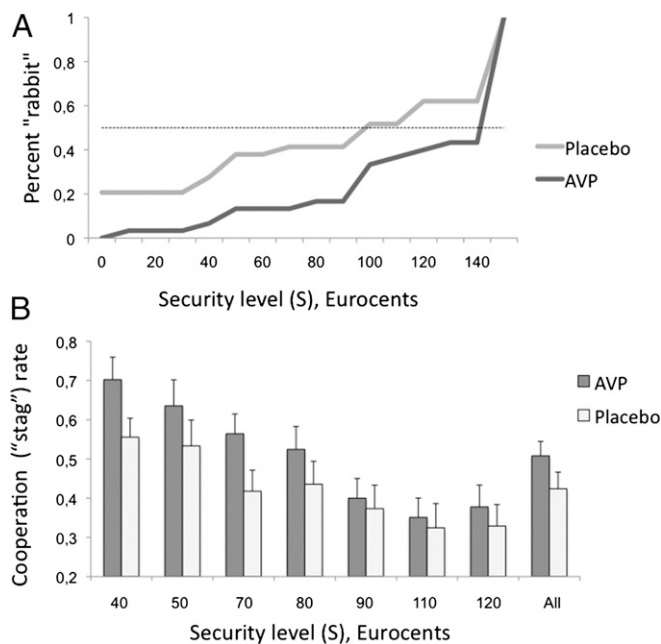 A
Percent "rabbit"
1
0,8
0,6
0,4
0,2
0
0 20 40 60 80 100 120 140
Security level (S), Eurocents
Placebo
AVP
B
Cooperation (“stag”) rate
0,8
0,7
0,6
0,5
0,4
0,3
0,2
40 50 70 80 90 110 120 All
Security level (S), Eurocents
AVP
Placebo